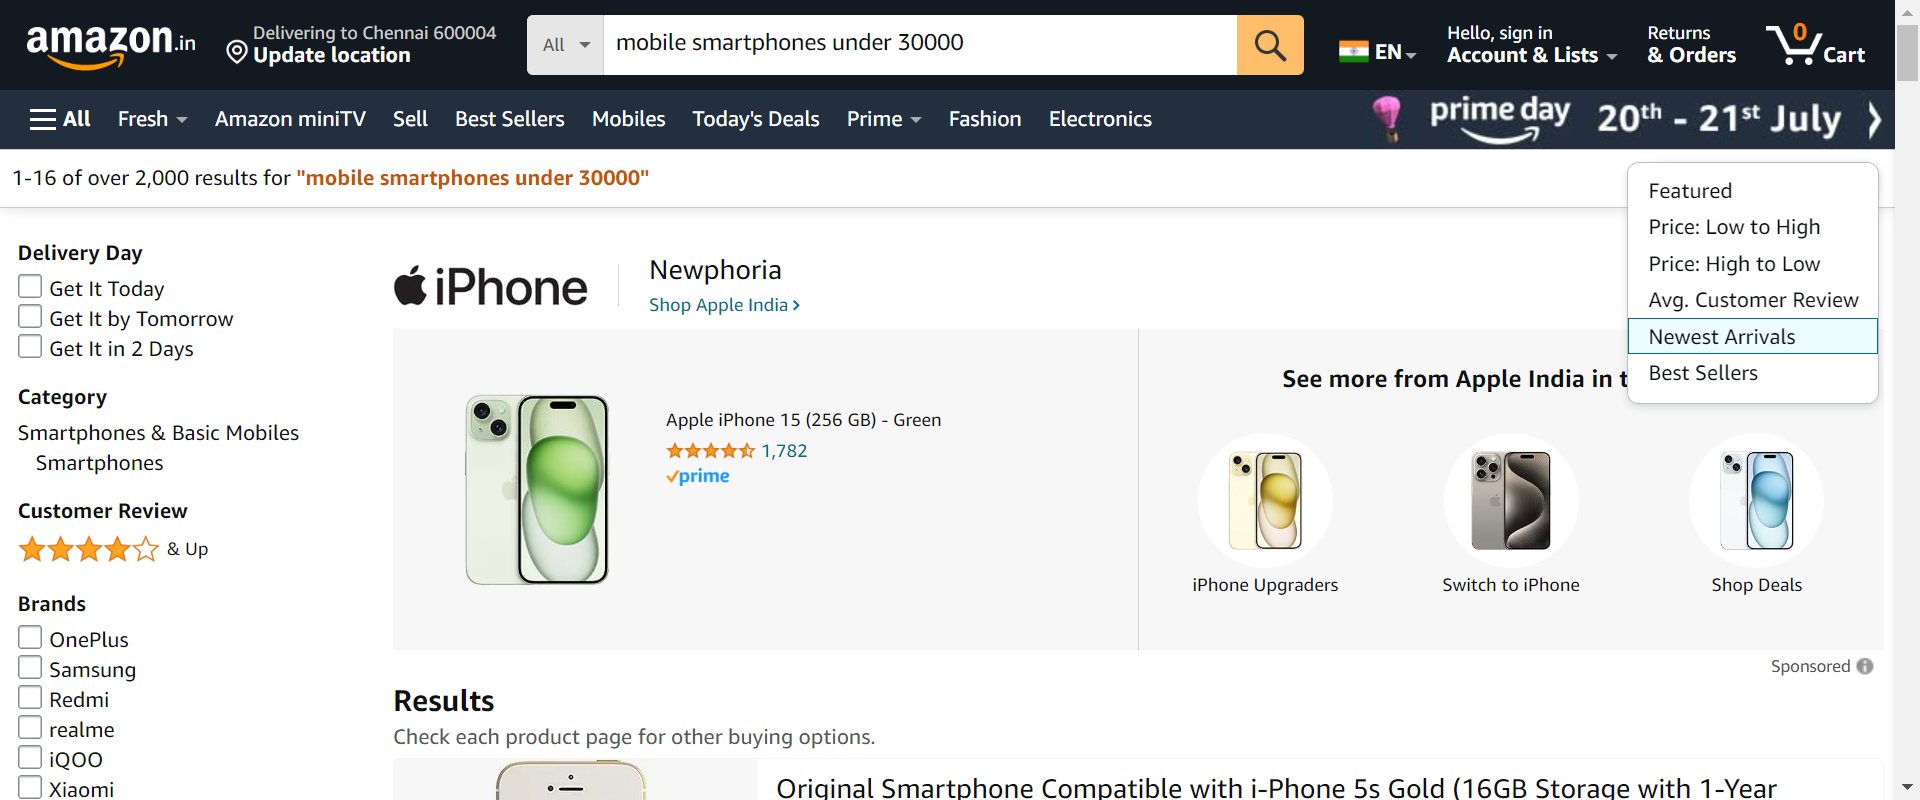 amazon.in
Delivering to Chennai 600004
Update location
All
mobile smartphones under 30000
EN
Hello, sign in
Account & Lists
Returns
& Orders
0
Cart
All
Fresh
Amazon miniTV
Sell
Best Sellers
Mobiles
Today's Deals
Prime
Fashion
Electronics
prime day
20th - 21st July
1-16 of over 2,000 results for "mobile smartphones under 30000"
Featured
Price: Low to High
Price: High to Low
Avg. Customer Review
Newest Arrivals
Best Sellers
Delivery Day
Get It Today
Get It by Tomorrow
Get It in 2 Days
Category
Smartphones & Basic Mobiles
Smartphones
Customer Review
& Up
Brands
OnePlus
Samsung
Redmi
realme
iQOO
Xiaomi
iPhone
Newphoria
Shop Apple India
Apple iPhone 15 (256 GB) - Green
1,782
prime
See more from Apple India in t
iPhone Upgraders
Switch to iPhone
Shop Deals
Sponsored
Results
Check each product page for other buying options.
Original Smartphone Compatible with i-Phone 5s Gold (16GB Storage with 1-Year